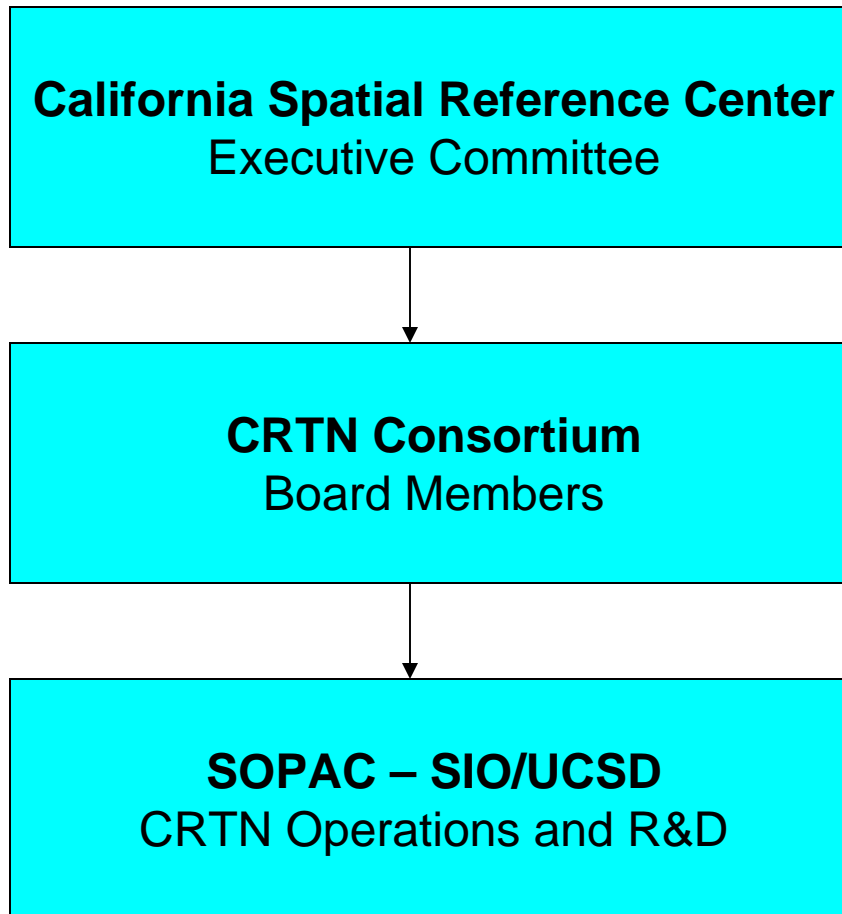 California Spatial Reference Center
Executive Committee
CRTN Consortium
Board Members
SOPAC – SIO/UCSD
CRTN Operations and R&D